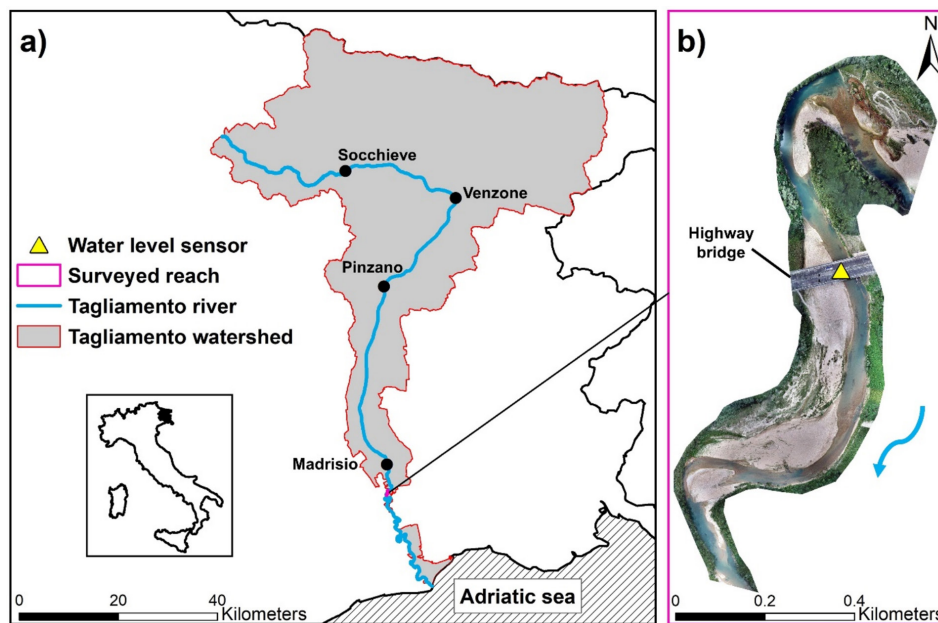 a)
Socchieve
Venzone
Pinzano
Madrisio
Water level sensor
Surveyed reach
Tagliamento river
Tagliamento watershed
Adriatic sea
0 20 40
Kilometers
b)
N
Highway
bridge
0 0.2 0.4
Kilometers